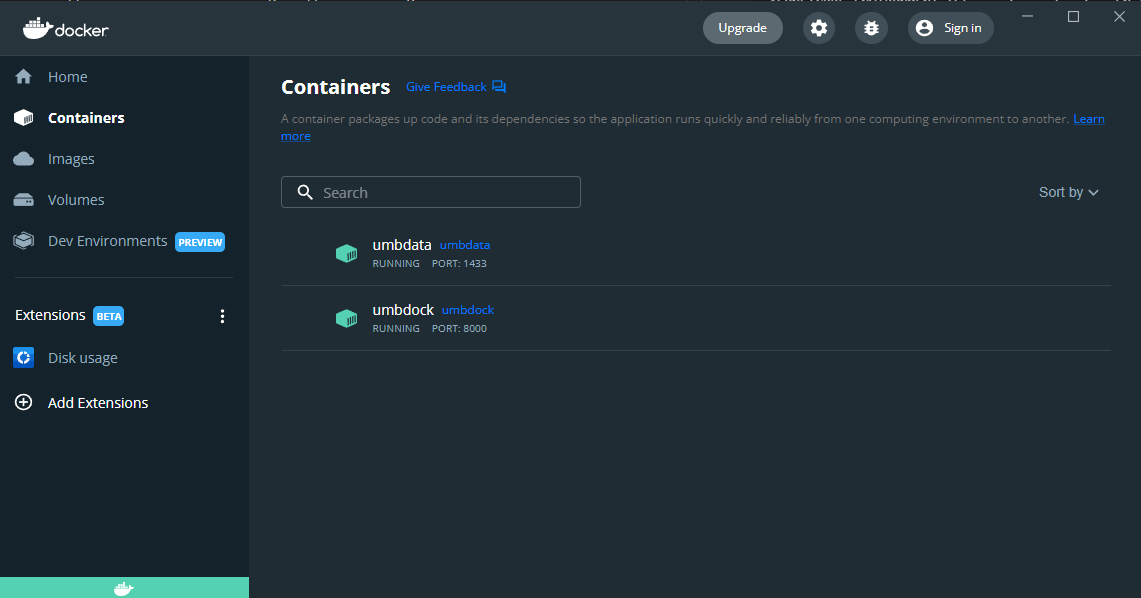 docker
Upgrade
Sign in
Home
Containers
Images
Volumes
Dev Environments PREVIEW
Extensions BETA
Disk usage
Add Extensions
Containers Give Feedback
A container packages up code and its dependencies so the application runs quickly and reliably from one computing environment to another. Learn
more
Search
Sort by
umbdata umbdata
RUNNING PORT: 1433
umbdock umbdock
RUNNING PORT: 8000